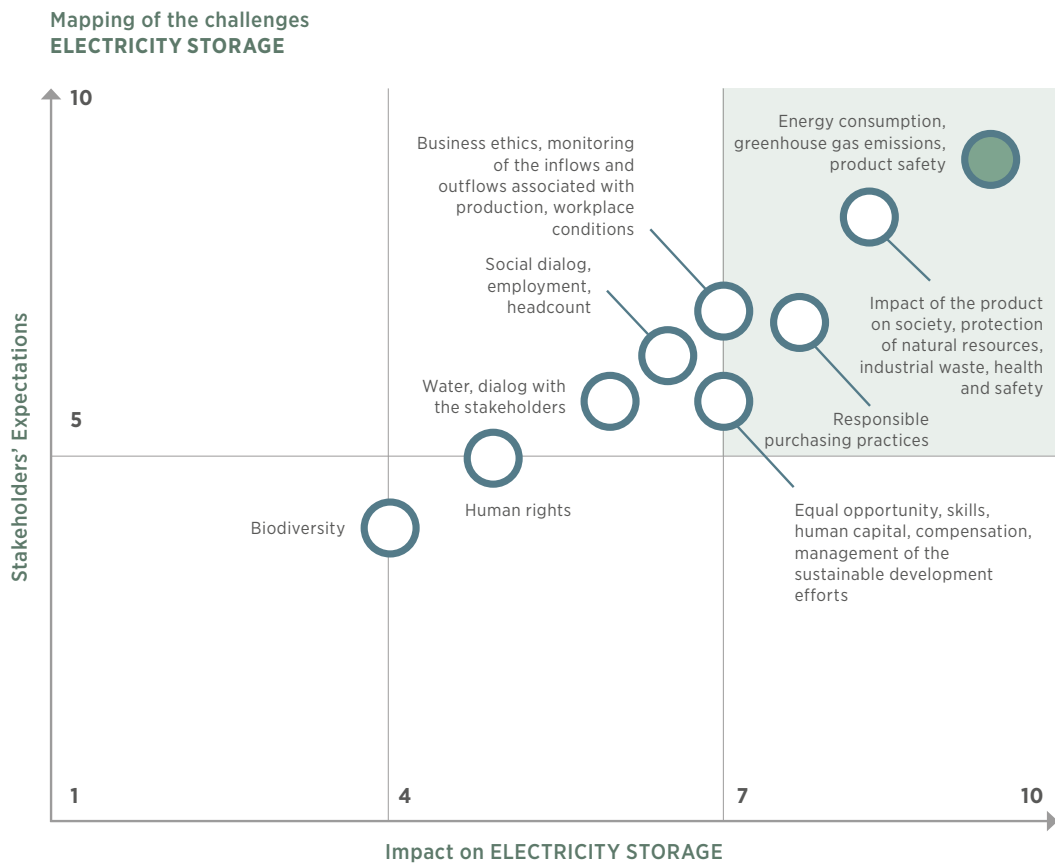 Mapping of the challenges
ELECTRICITY STORAGE
10
Energy consumption,
greenhouse gas emissions,
product safety
Business ethics, monitoring
of the inflows and
outflows associated with
production, workplace
conditions
Social dialog,
employment,
headcount
Impact of the product
on society, protection
of natural resources,
industrial waste, health
and safety
Water, dialog with
the stakeholders
Responsible
purchasing practices
5
Stakeholders' Expectations
Human rights
Biodiversity
Equal opportunity, skills,
human capital, compensation,
management of the
sustainable development
efforts
1
4
7
10
Impact on ELECTRICITY STORAGE